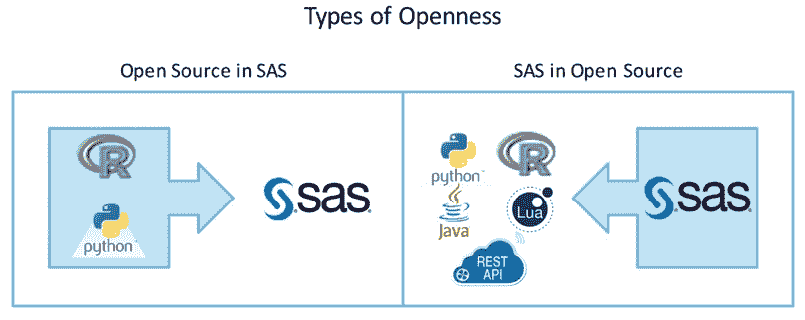 Types of Openness
Open Source in SAS
SAS in Open Source
R
python
sas
python
R
Java
Lua
REST
API
sas